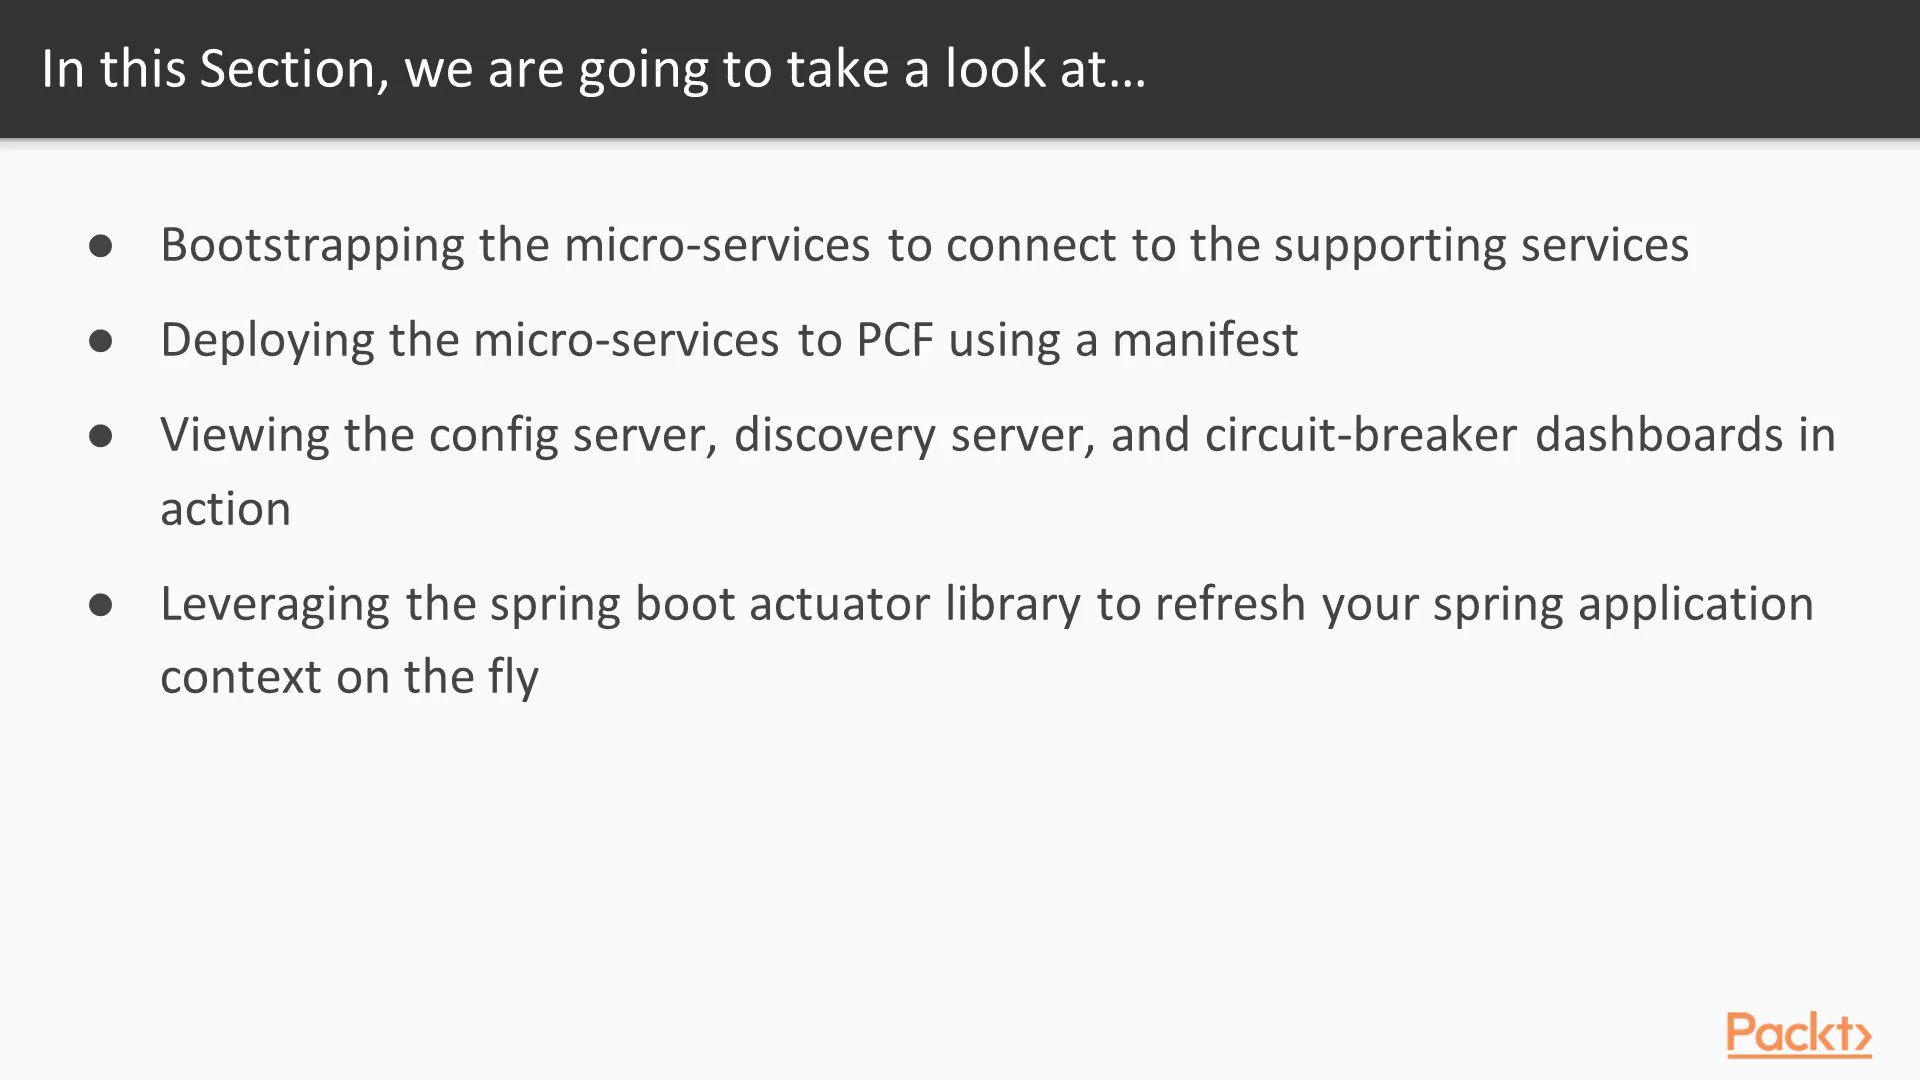 In this Section, we are going to take a look at...
● Bootstrapping the micro-services to connect to the supporting services
● Deploying the micro-services to PCF using a manifest
● Viewing the config server, discovery server, and circuit-breaker dashboards in
action
● Leveraging the spring boot actuator library to refresh your spring application
context on the fly
Packt>